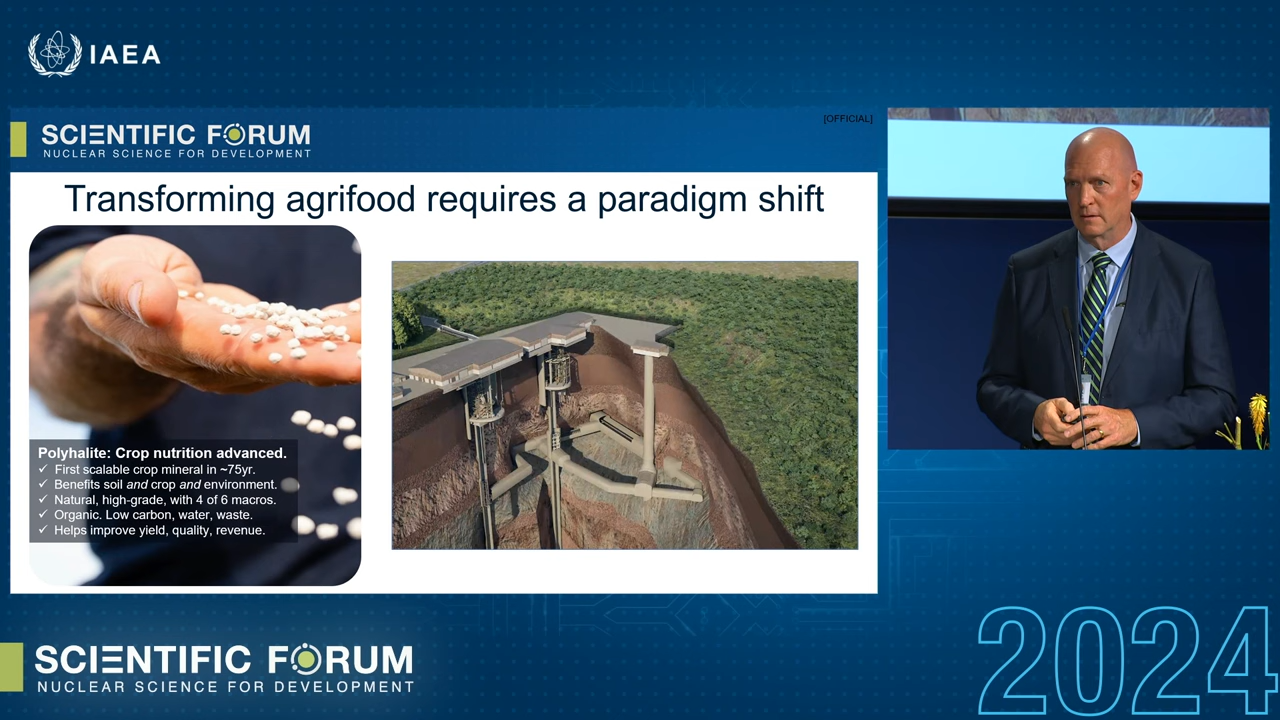 IAEA
SCIENTIFIC FORUM
NUCLEAR SCIENCE FOR DEVELOPMENT
[OFFICIAL]
Transforming agrifood requires a paradigm shift
Polyhalite: Crop nutrition advanced.
✓ First scalable crop mineral in ~75yr.
✓ Benefits soil and crop and environment.
✓ Natural, high-grade, with 4 of 6 macros.
✓ Organic. Low carbon, water, waste.
✓ Helps improve yield, quality, revenue.
SCIENTIFIC FORUM
NUCLEAR SCIENCE FOR DEVELOPMENT
2024